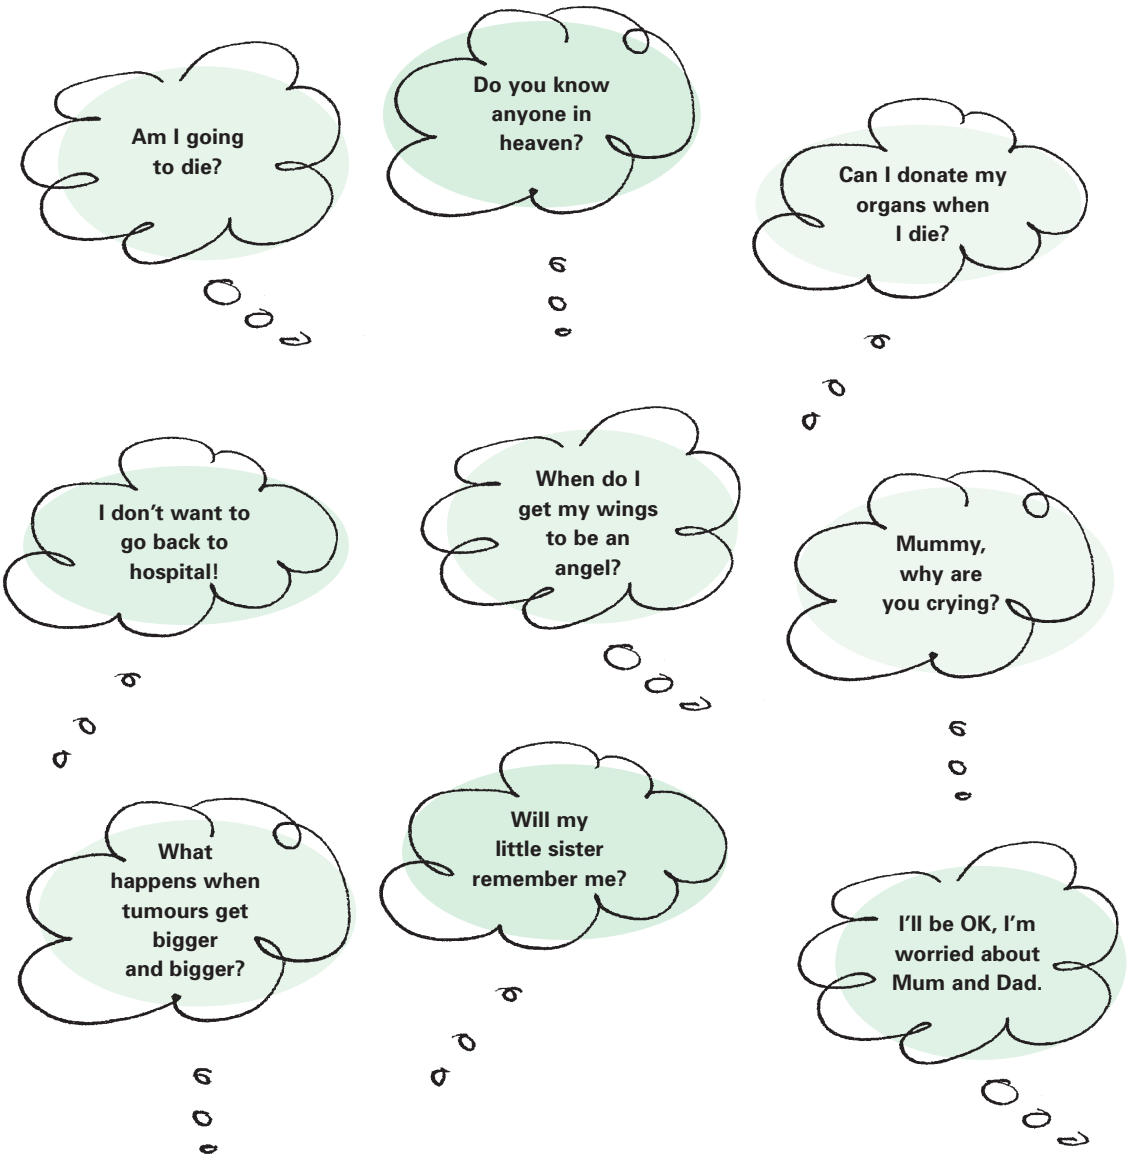 Am I going
to die?
Do you know
anyone in
heaven?
Can I donate my
organs when
I die?
I don't want to
go back to
hospital!
When do I
get my wings
to be an
angel?
Mummy,
why are
you crying?
What
happens when
tumours get
bigger
and bigger?
Will my
little sister
remember me?
I'll be OK, I'm
worried about
Mum and Dad.